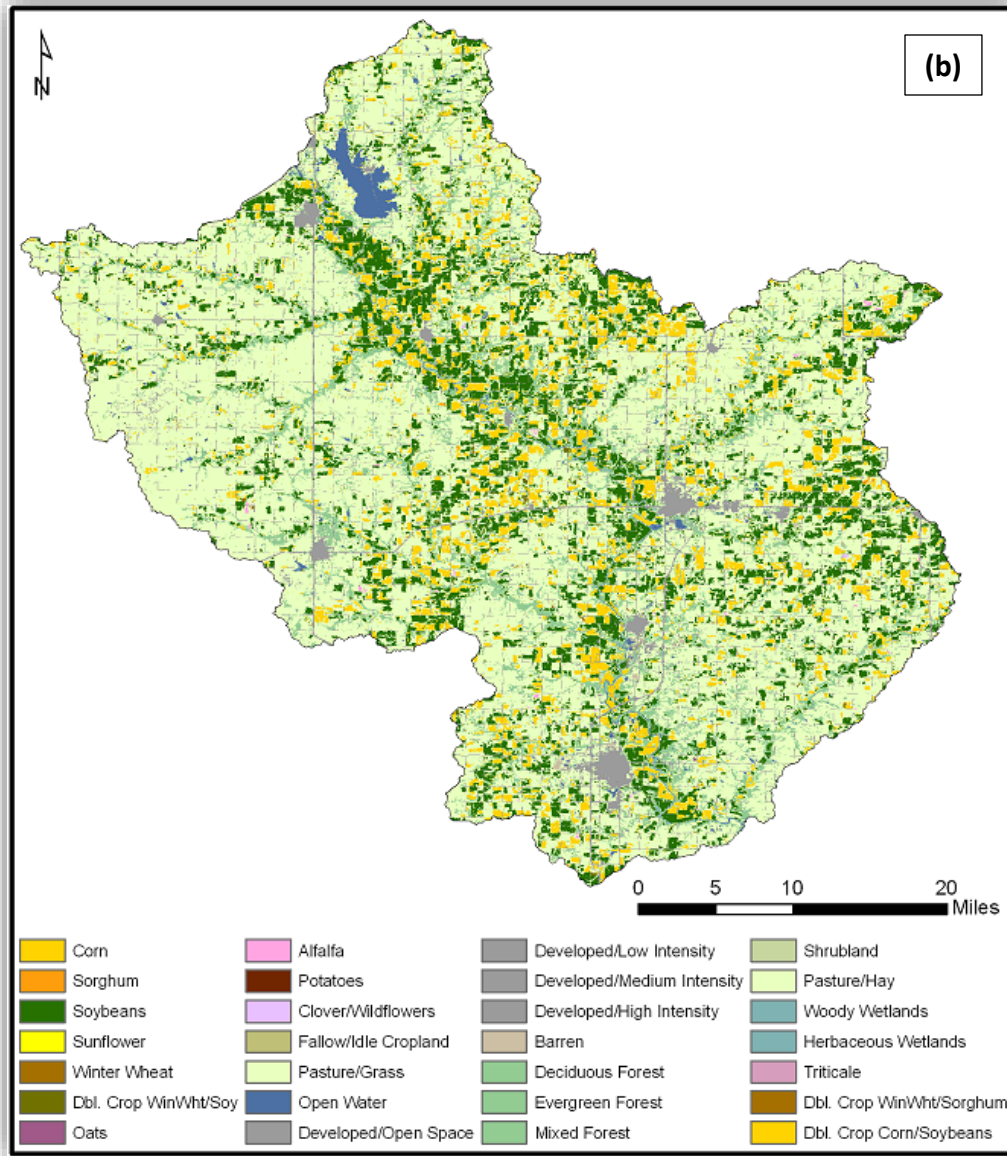 N
(b)
0 5 10 20
Miles
Corn Alfalfa Developed/Low Intensity Shrubland
Sorghum Potatoes Developed/Medium Intensity Pasture/Hay
Soybeans Clover/Wildflowers Developed/High Intensity Woody Wetlands
Sunflower Fallow/Idle Cropland Barren Herbaceous Wetlands
Winter Wheat Pasture/Grass Deciduous Forest Triticale
Dbl. Crop WinWht/Soy Open Water Evergreen Forest Dbl. Crop WinWht/Sorghum
Oats Developed/Open Space Mixed Forest Dbl. Crop Corn/Soybeans